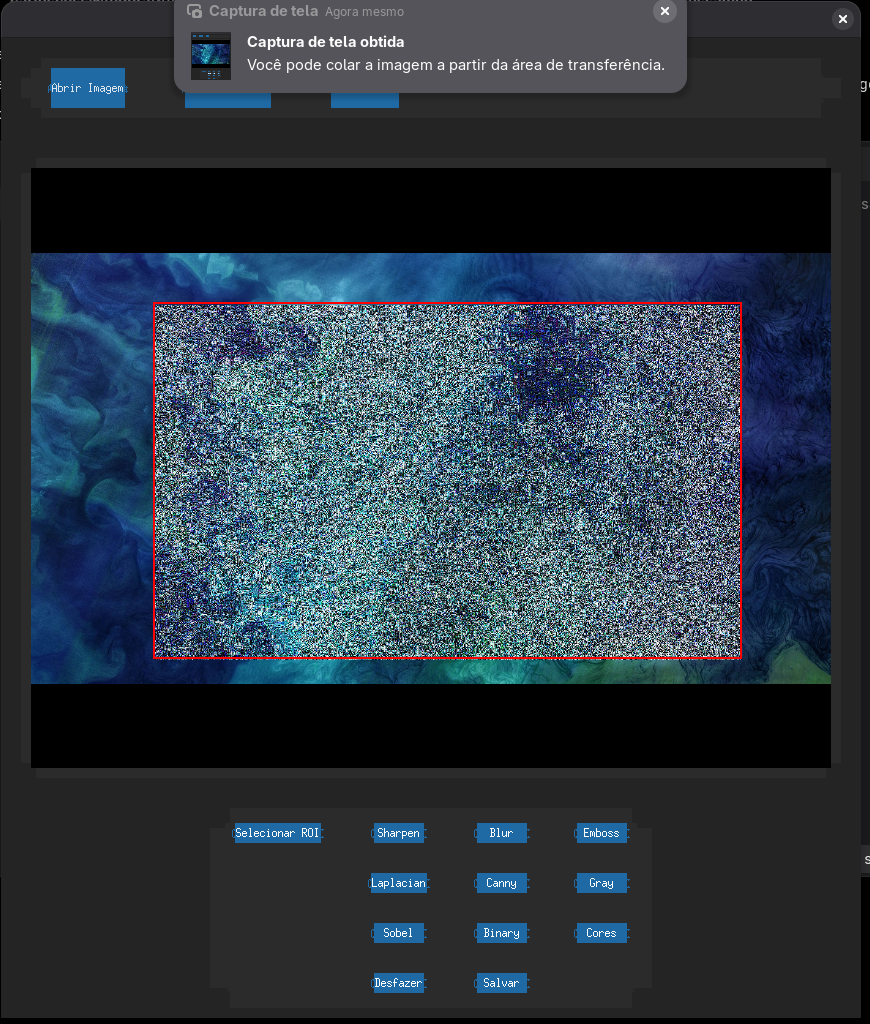 Captura de tela Agora mesmo
Captura de tela obtida
Você pode colar a imagem a partir da área de transferência.
Abrir Imagem
Selecionar ROI
Sharpen
Blur
Emboss
Laplacian
Canny
Gray
Sobel
Binary
Cores
Desfazer
Salvar